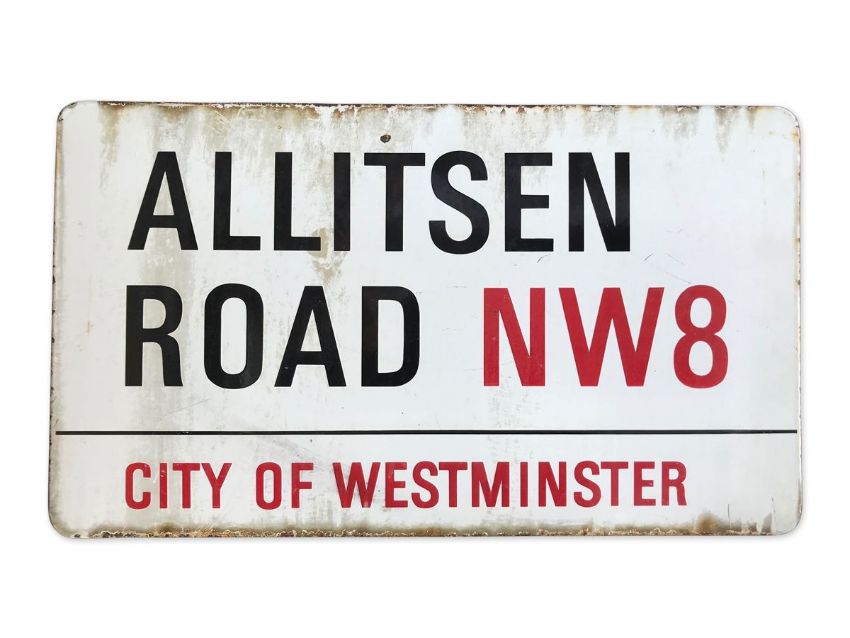 ALLITSEN
ROAD NW8
CITY OF WESTMINSTER